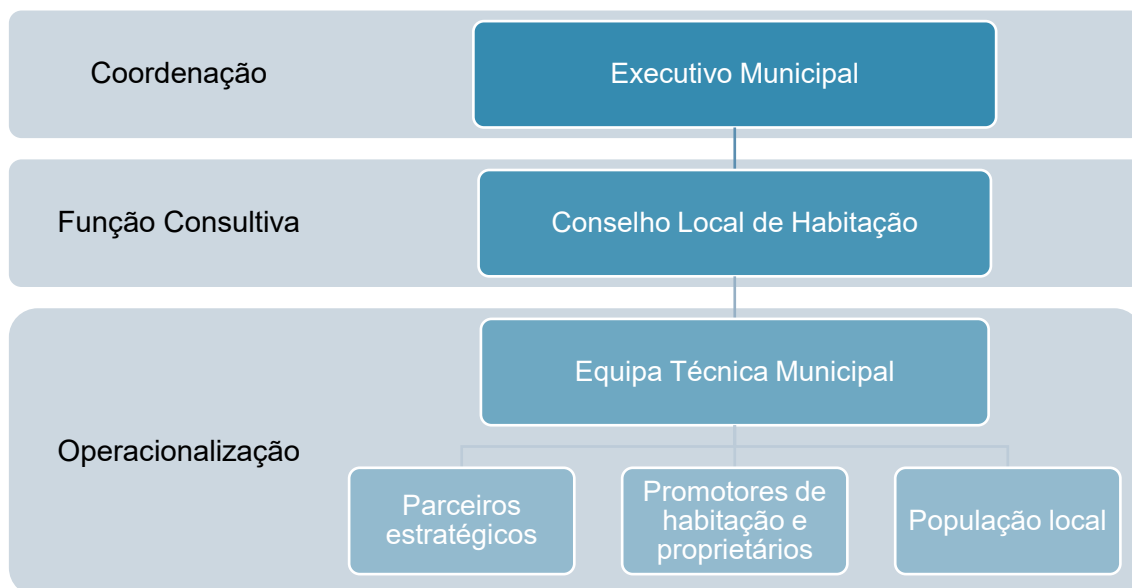 Coordenação
Executivo Municipal
Função Consultiva
Conselho Local de Habitação
Operacionalização
Equipa Técnica Municipal
Parceiros
estratégicos
Promotores de
habitação e
proprietários
População local